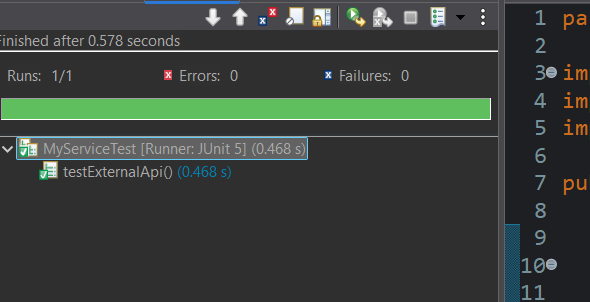 Finished after 0.578 seconds
Runs: 1/1 Errors: 0 Failures: 0
MyServiceTest [Runner: JUnit 5] (0.468 s)
testExternalApi() (0.468 s)
1 pa
2
3 im
4 im
5 im
6
7 pu
8
9
10
11